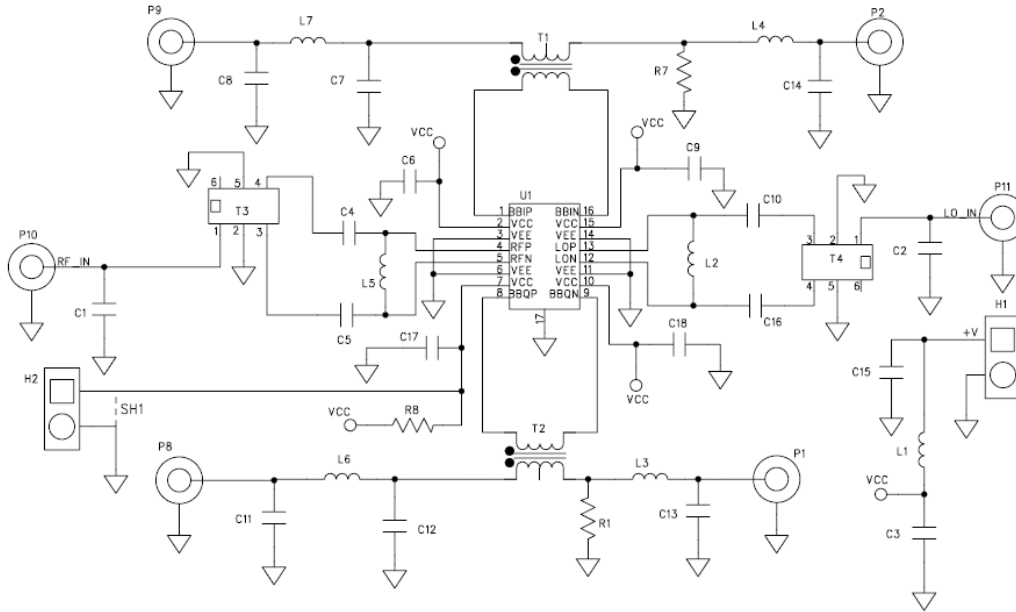 P9
L7
T1
L4
P2
C8
C7
R7
C14
VCC
VCC
C6
C9
6 5 4
T3
1 2 3
C4
U1
1 BBIP BBIN 16
2 VCC VCC 15
3 VEE VEE 14
4 RFP LOP 13
5 RFN LON 12
6 VEE VEE 11
7 VCC VCC 10
8 BBQP BBQN 9
17
C10
3 2 1
T4
4 5 6
P11
LO_IN
C2
P10
RF_IN
L5
L2
C1
C5
C16
H1
+V
C17
C18
C15
H2
SH1
VCC
R8
VCC
T2
L1
P8
L6
L3
P1
VCC
C11
C12
R1
C13
C3